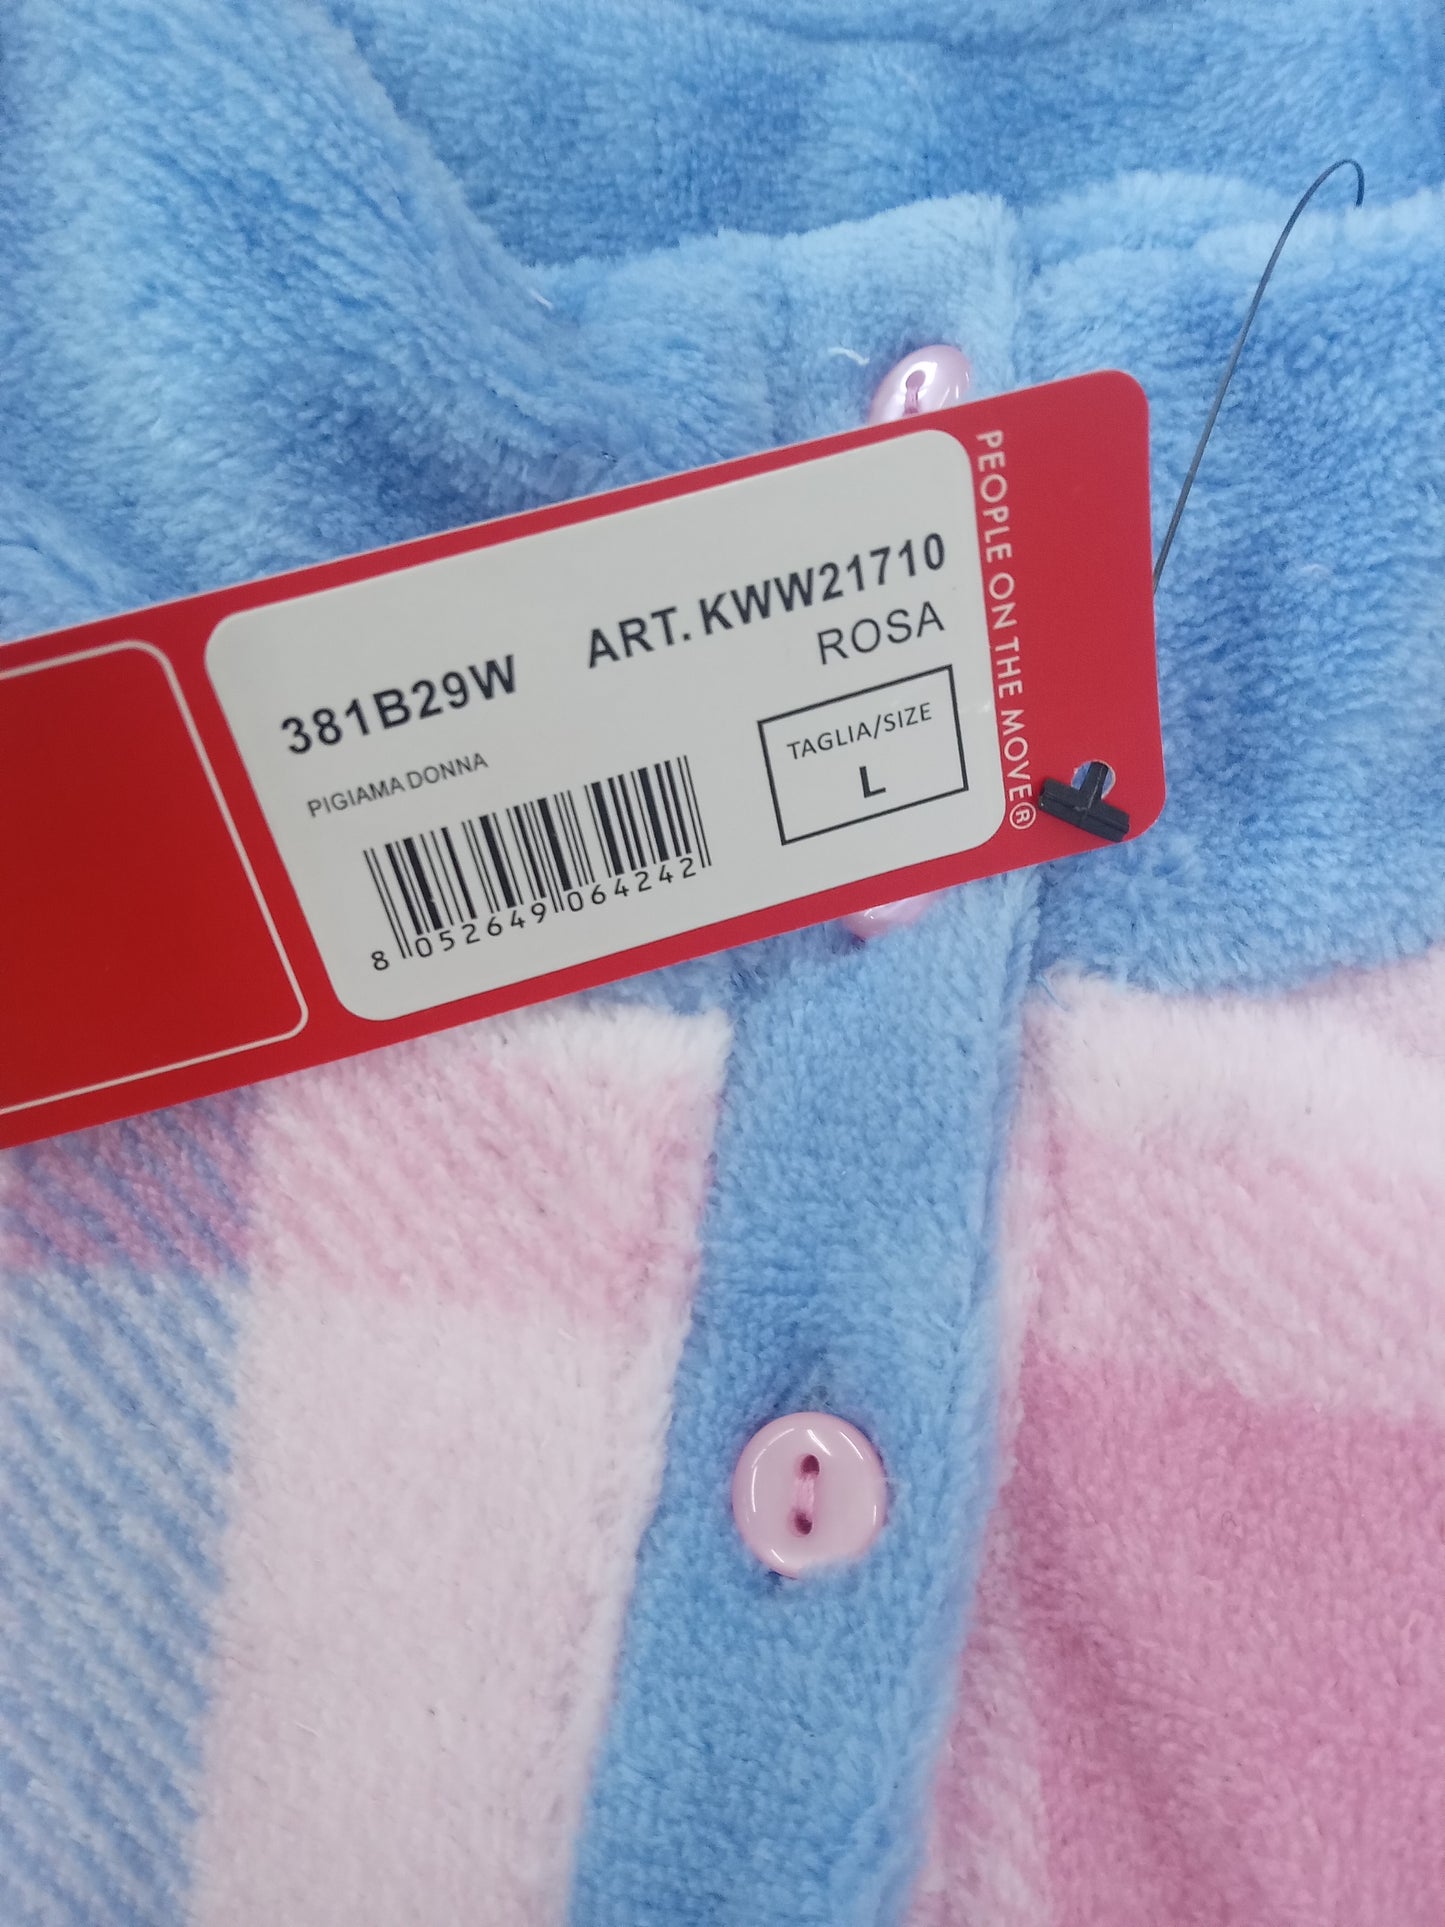 381B29W ART. KWW21710
ROSA
PIGIAMA DONNA
TAGLIA/SIZE
L
8 052649 064242
PEOPLE ON THE MOVE®